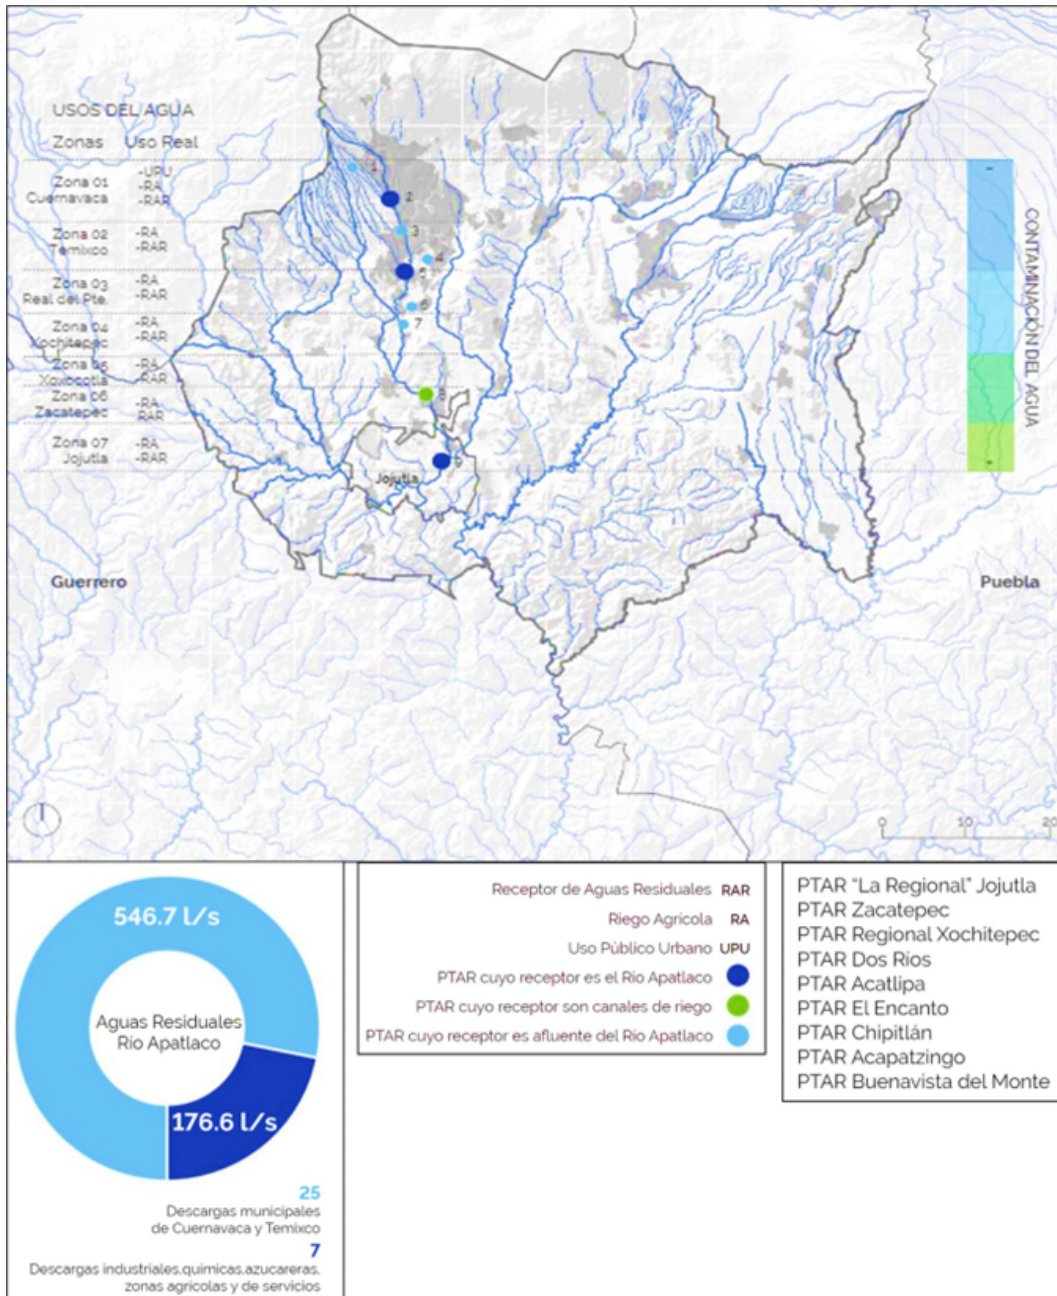 USOS DEL AGUA
Zonas Uso Real
Zona 01
Cuernavaca
-UPU
-RA
-RAR
Zona 02
Temixco
-RA
-RAR
Zona 03
Real del Pte.
-RA
-RAR
Zona 04
Xochitepec
-RA
-RAR
Zona 05
Xoxocotla
-RA
-RAR
Zona 06
Zacatepec
-RA
RAR
Zona 07
Jojutla
-RA
-RAR
1
2
3
4
5
6
7
8
9
Jojutla
Guerrero
Puebla
-
CONTAMINACIÓN DEL AGUA
+
0 10 20
546.7 l/s
Aguas Residuales
Río Apatlaco
176.6 l/s
25
Descargas municipales
de Cuernavaca y Temixco
7
Descargas industriales,químicas,azucareras,
zonas agrícolas y de servicios
Receptor de Aguas Residuales RAR
Riego Agrícola RA
Uso Público Urbano UPU
PTAR cuyo receptor es el Río Apatlaco
PTAR cuyo receptor son canales de riego
PTAR cuyo receptor es afluente del Río Apatlaco
PTAR "La Regional" Jojutla
PTAR Zacatepec
PTAR Regional Xochitepec
PTAR Dos Ríos
PTAR Acatlipa
PTAR El Encanto
PTAR Chipitlán
PTAR Acapatzingo
PTAR Buenavista del Monte